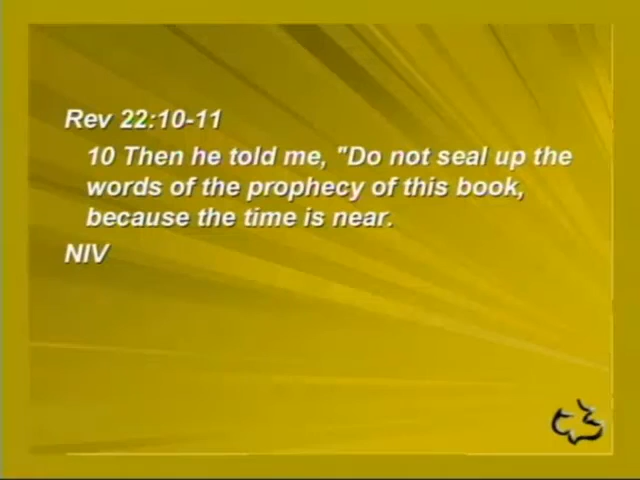 Rev 22:10-11
10 Then he told me, "Do not seal up the
words of the prophecy of this book,
because the time is near.
NIV